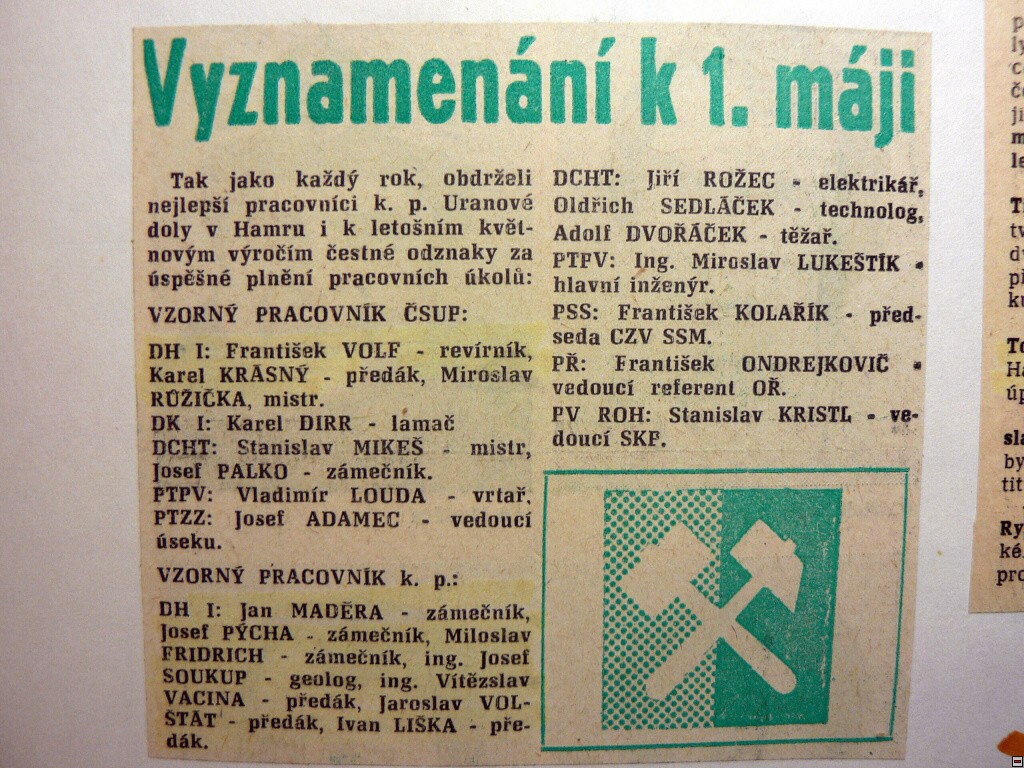 Vyznamenání k 1. máji
Tak jako každý rok, obdrželi
nejlepší pracovníci k. p. Uranové
doly v Hamru i k letošním květ-
novým výročím čestné odznaky za
úspěšné plnění pracovních úkolů:
VZORNÝ PRACOVNÍK ČSUP:
DH I: František VOLF - revírník,
Karel KRÁSNÝ - předák, Miroslav
RŮŽIČKA, mistr.
DK I: Karel DIRR - lamač
DCHT: Stanislav MIKEŠ - mistr,
Josef PALKO - zámečník.
PTPV: Vladimír LOUDA - vrtař.
PTZZ: Josef ADAMEC - vedoucí
úseku.
VZORNÝ PRACOVNÍK k. p.:
DH I: Jan MADĚRA - zámečník,
Josef PÝCHA - zámečník, Miloslav
FRIDRICH - zámečník, ing. Josef
SOUKUP - geolog, ing. Vítězslav
VACINA - předák, Jaroslav VOL-
ŠTÁT - předák, Ivan LIŠKA - pře-
dák.
DCHT: Jiří ROŽEC - elektrikář,
Oldřich SEDLÁČEK - technolog,
Adolf DVOŘÁČEK - těžař.
PTPV: Ing. Miroslav LUKEŠTÍK -
hlavní inženýr.
PSS: František KOLAŘÍK - před-
seda CZV SSM.
PŘ: František ONDREJKOVIČ -
vedoucí referent OŘ.
PV ROH: Stanislav KRISTL - ve-
doucí SKP.